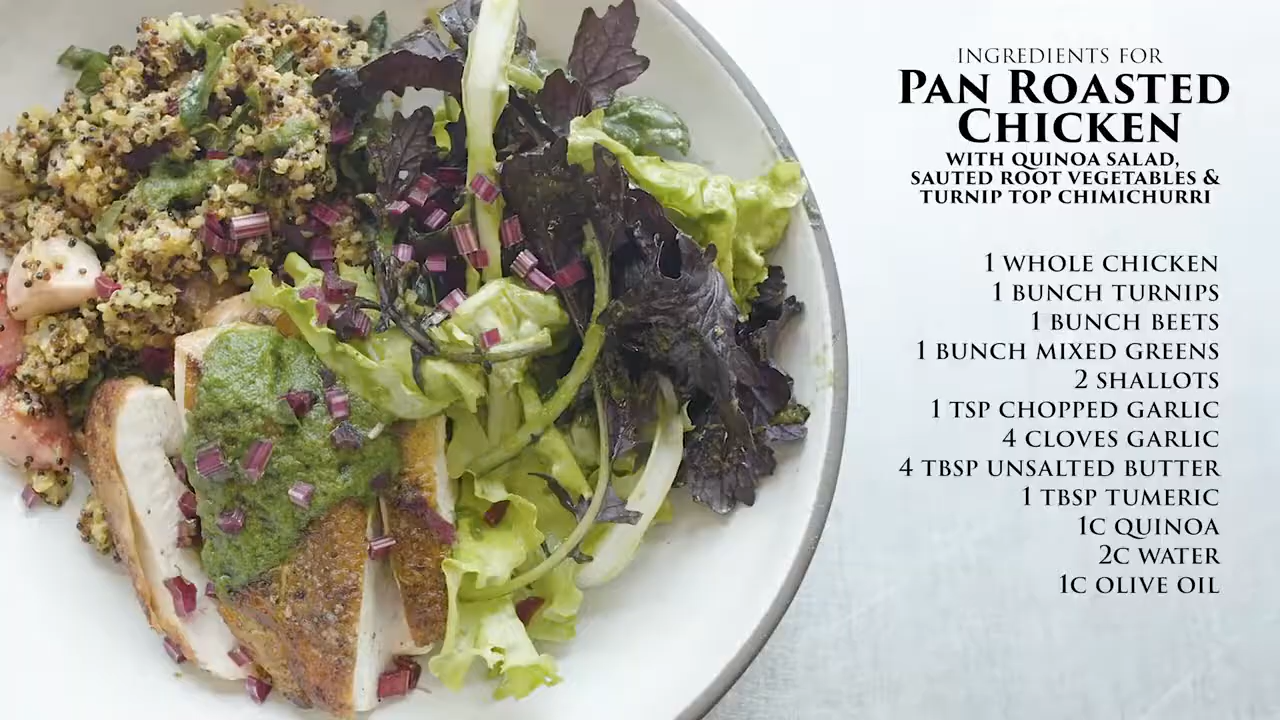 INGREDIENTS FOR
PAN ROASTED
CHICKEN
WITH QUINOA SALAD,
SAUTED ROOT VEGETABLES &
TURNIP TOP CHIMICHURRI
1 WHOLE CHICKEN
1 BUNCH TURNIPS
1 BUNCH BEETS
1 BUNCH MIXED GREENS
2 SHALLOTS
1 TSP CHOPPED GARLIC
4 CLOVES GARLIC
4 TBSP UNSALTED BUTTER
1 TBSP TUMERIC
1C QUINOA
2C WATER
1C OLIVE OIL